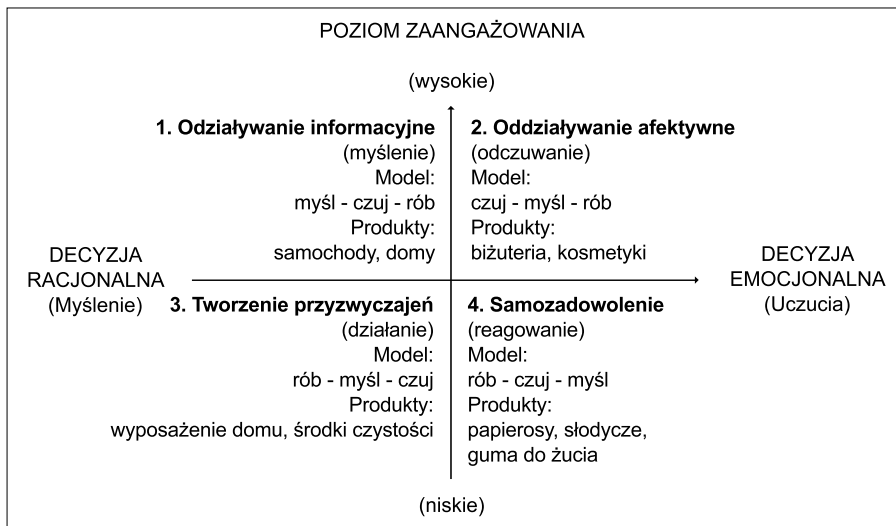 POZIOM ZAANGAŻOWANIA
(wysokie)
1. Odziaływanie informacyjne
(myślenie)
Model:
myśl - czuj - rób
Produkty:
samochody, domy
2. Oddziaływanie afektywne
(odczuwanie)
Model:
czuj - myśl - rób
Produkty:
biżuteria, kosmetyki
DECYZJA
RACJONALNA
(Myślenie)
DECYZJA
EMOCJONALNA
(Uczucia)
3. Tworzenie przyzwyczajeń
(działanie)
Model:
rób - myśl - czuj
Produkty:
wyposażenie domu, środki czystości
4. Samozadowolenie
(reagowanie)
Model:
rób - czuj - myśl
Produkty:
papierosy, słodycze,
guma do żucia
(niskie)